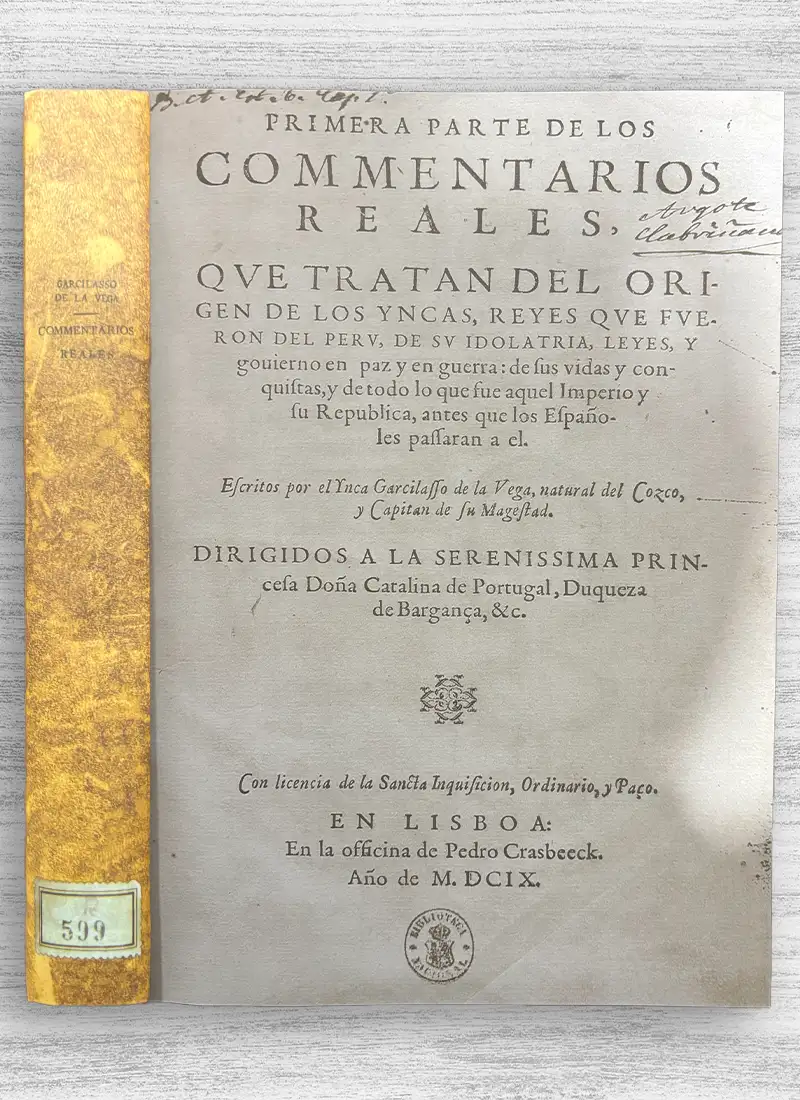 GARCILASSO
DE LA VEGA
COMMENTARIOS
REALES
R
599
PRIMERA PARTE DE LOS
COMMENTARIOS
REALES,
QVE TRATAN DEL ORI-
GEN DE LOS YNCAS, REYES QVE FVE-
RON DEL PERV, DE SV IDOLATRIA, LEYES, Y
gouierno en paz y en guerra: de ſus vidas y con-
quiſtas, y de todo lo que fue aquel Imperio y
ſu Republica, antes que los Eſpaño-
les paſſaran a el.
Eſcritos por el Ynca Garcilaſſo de la Vega, natural del Cozco,
y Capitan de ſu Mageſtad.
DIRIGIDOS A LA SERENISSIMA PRIN-
ceſa Doña Catalina de Portugal, Duqueza
de Bargança, &c.
Con licencia de la Sancta Inquiſicion, Ordinario, y Paço.
EN LISBOA:
En la officina de Pedro Crasbeeck.
Año de M. DCIX.
BIBLIOTECA
NACIONAL